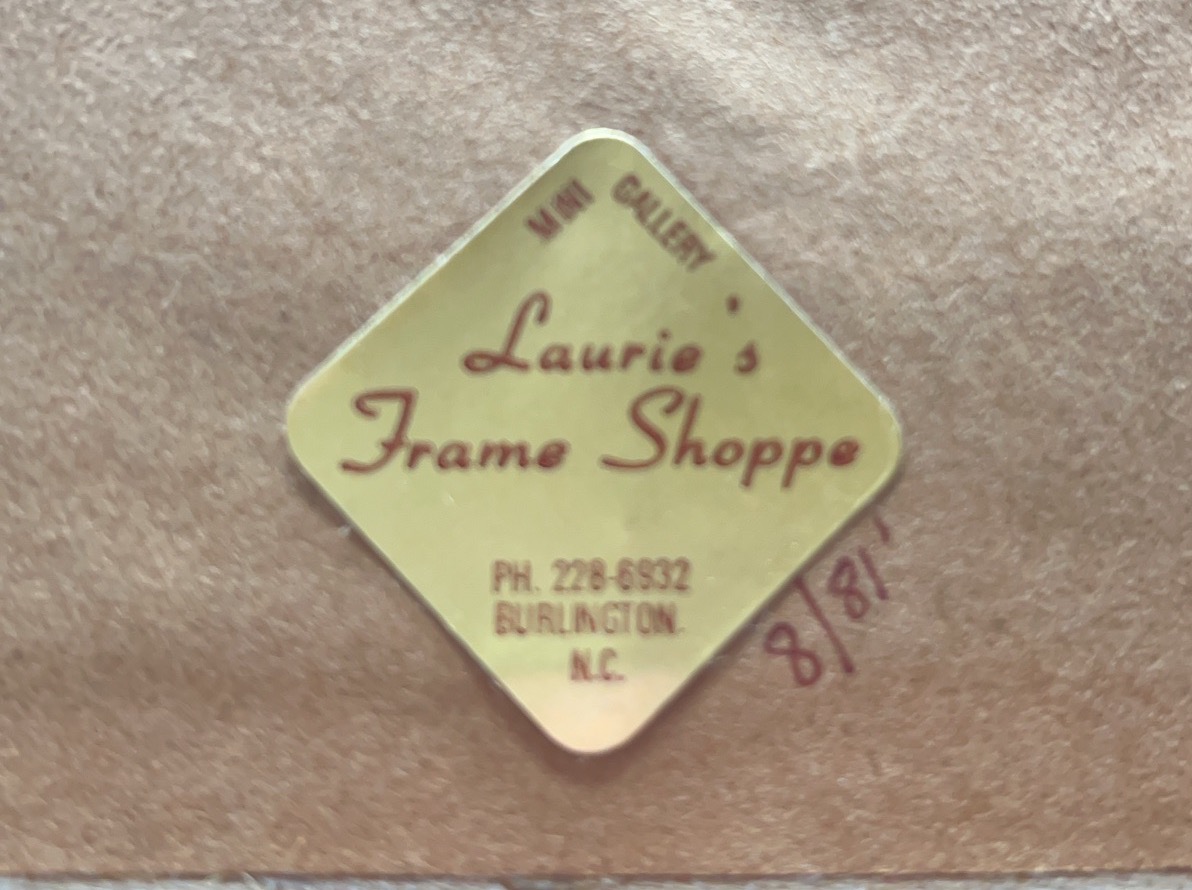 MINI GALLERY
Laurie's
Frame Shoppe
PH. 228-6932
BURLINGTON.
N.C.
8/81'